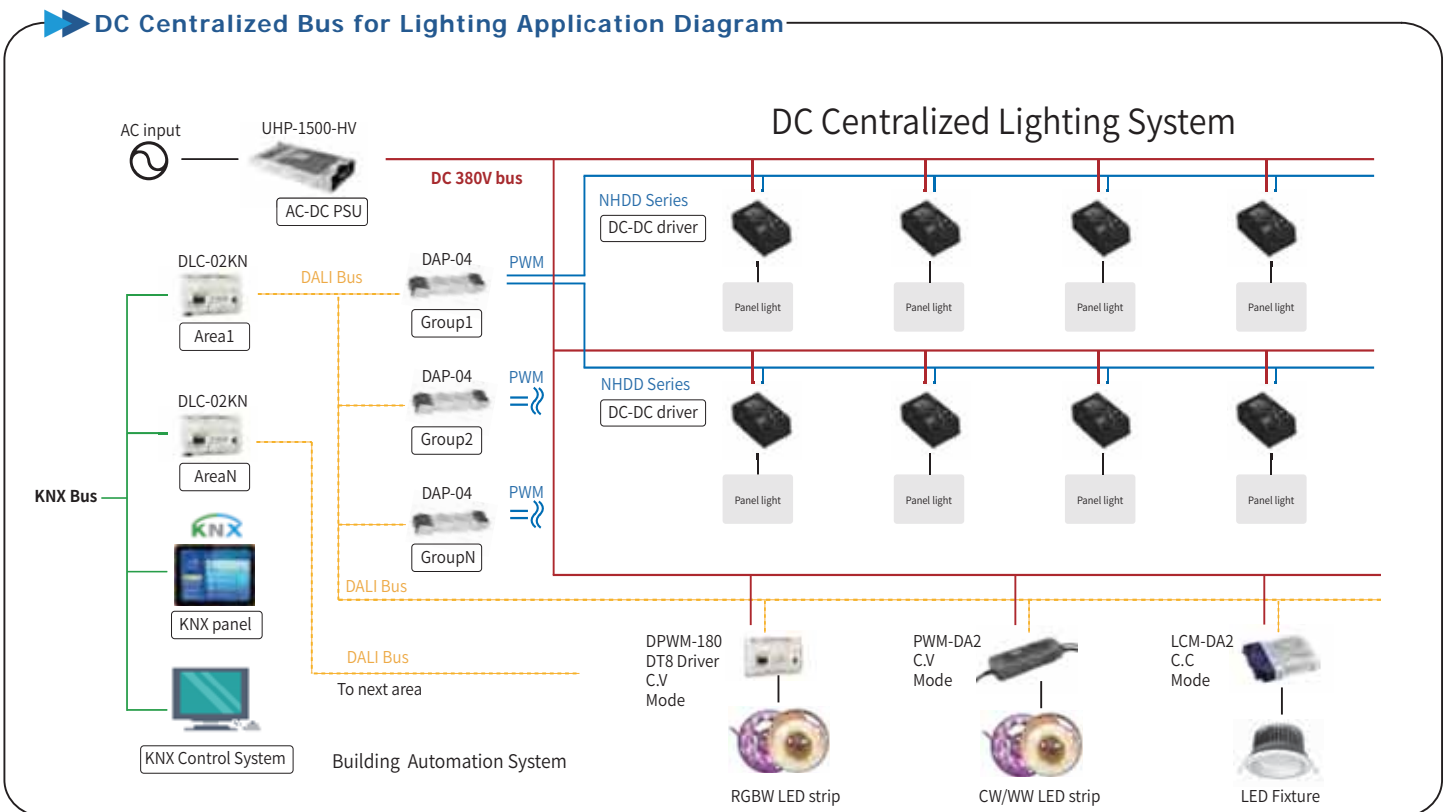 DC Centralized Bus for Lighting Application Diagram
DC Centralized Lighting System
AC input
UHP-1500-HV
AC-DC PSU
DC 380V bus
NHDD Series
DC-DC driver
DLC-02KN
Area1
DALI Bus
DAP-04
Group1
PWM
Panel light
Panel light
Panel light
Panel light
DAP-04
Group2
PWM
NHDD Series
DC-DC driver
DLC-02KN
AreaN
DAP-04
GroupN
PWM
Panel light
Panel light
Panel light
Panel light
KNX Bus
KNX
KNX panel
DALI Bus
DALI Bus
To next area
KNX Control System
Building Automation System
DPWM-180
DT8 Driver
C.V
Mode
RGBW LED strip
PWM-DA2
C.V
Mode
CW/WW LED strip
LCM-DA2
C.C
Mode
LED Fixture